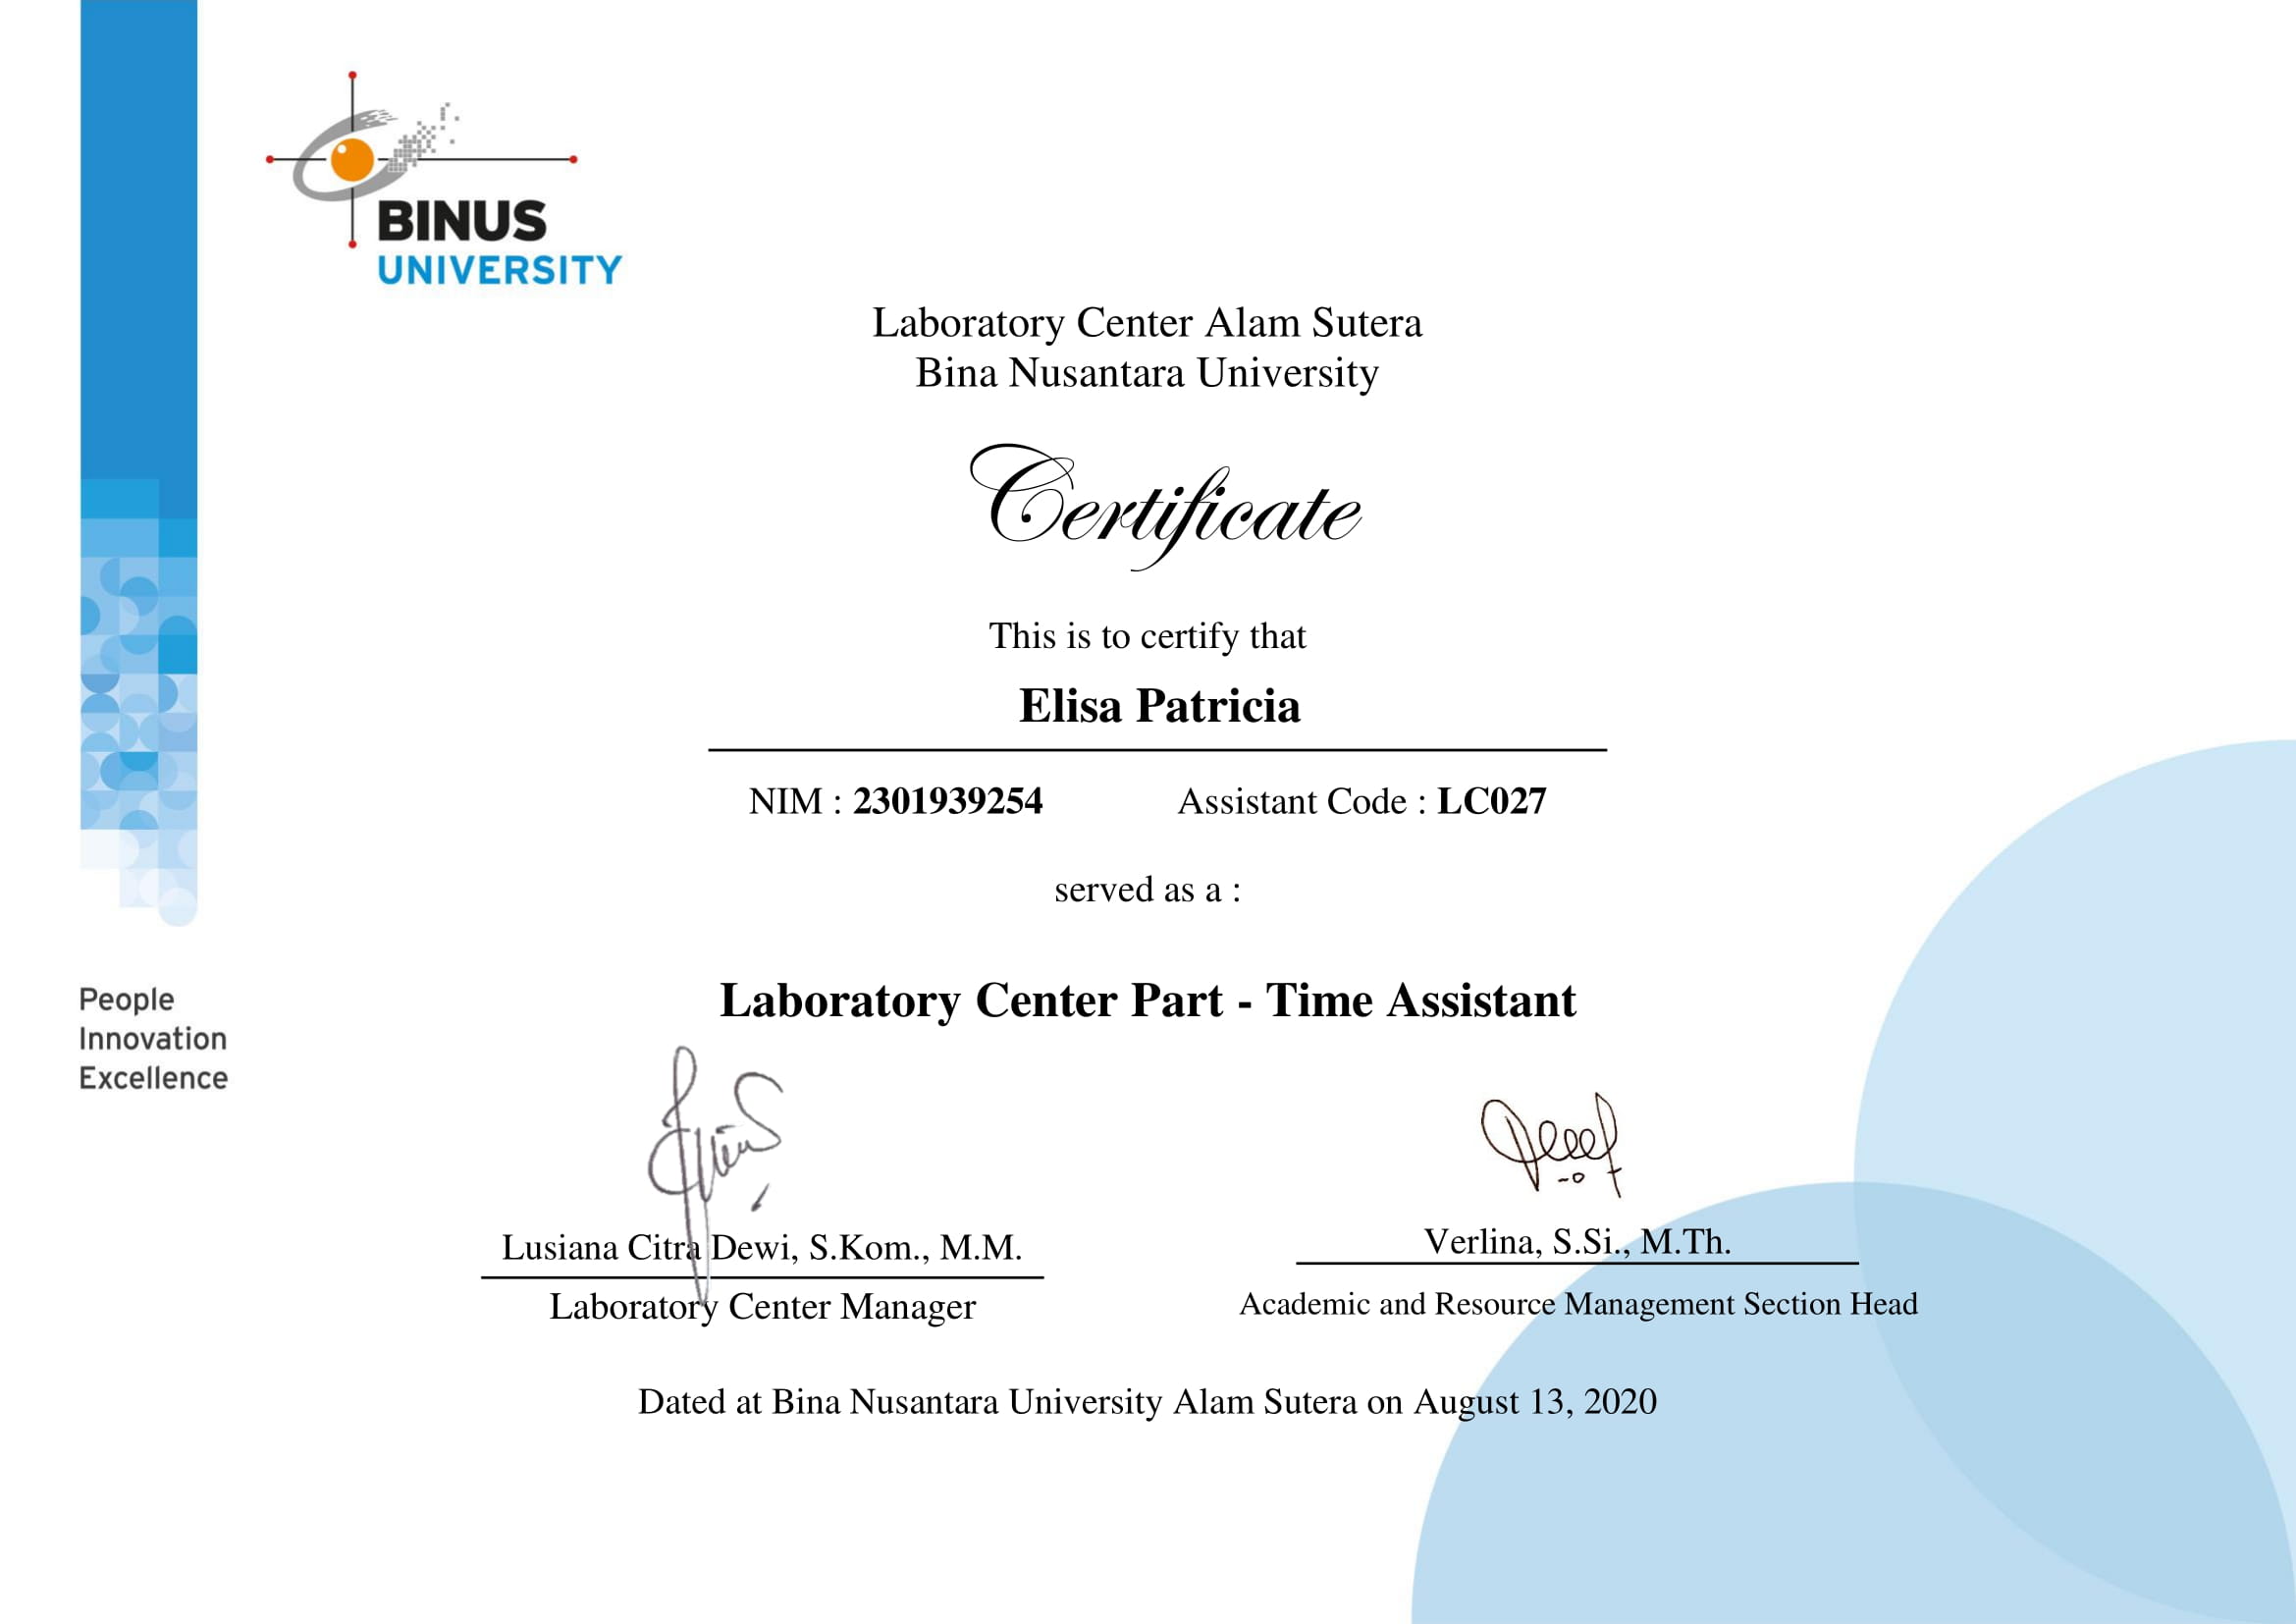 BINUS
UNIVERSITY
Laboratory Center Alam Sutera
Bina Nusantara University
Certificate
This is to certify that
Elisa Patricia
NIM : 2301939254 Assistant Code : LC027
served as a :
Laboratory Center Part - Time Assistant
People
Innovation
Excellence
Lusiana Citra Dewi, S.Kom., M.M.
Laboratory Center Manager
Verlina, S.Si., M.Th.
Academic and Resource Management Section Head
Dated at Bina Nusantara University Alam Sutera on August 13, 2020